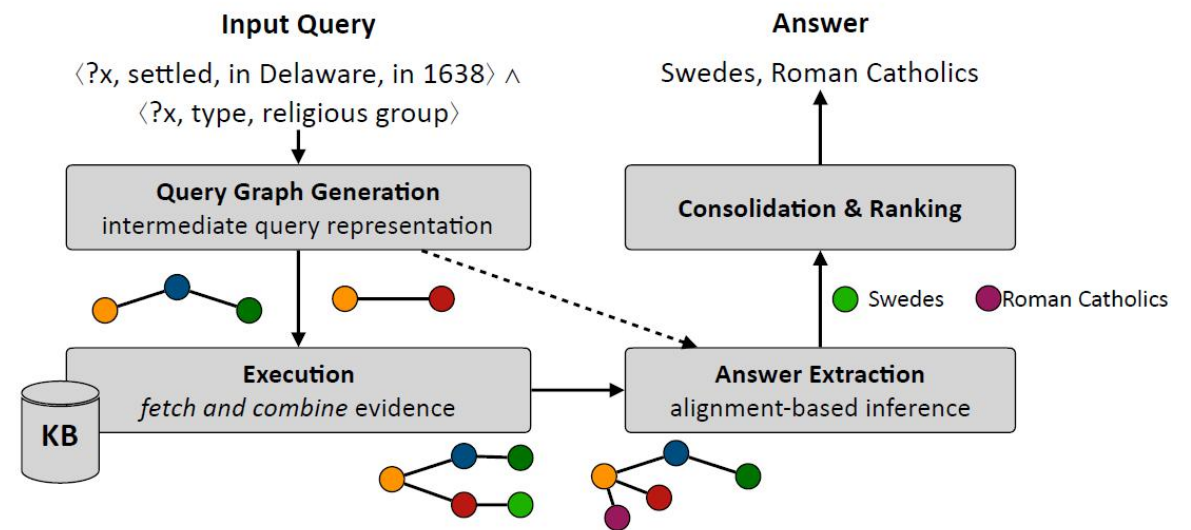 Input Query
⟨?x, settled, in Delaware, in 1638⟩ ∧
⟨?x, type, religious group⟩
Query Graph Generation
intermediate query representation
Execution
fetch and combine evidence
KB
Answer
Swedes, Roman Catholics
Consolidation & Ranking
Swedes
Roman Catholics
Answer Extraction
alignment-based inference